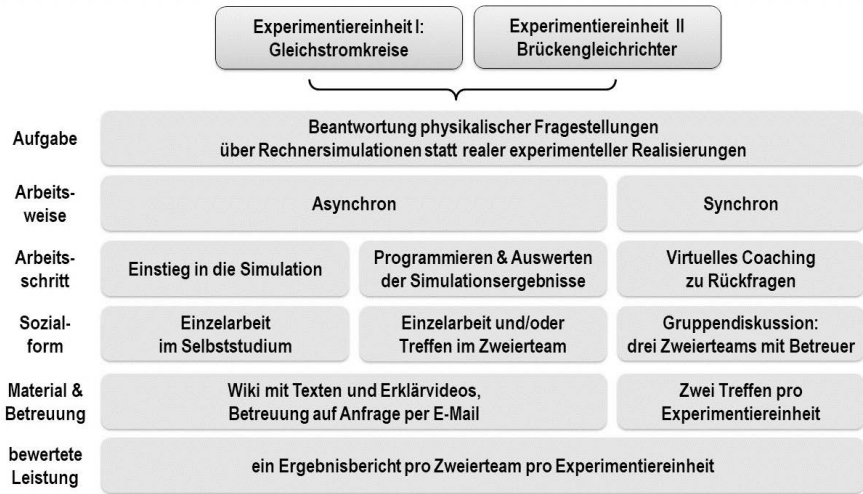 Experimentiereinheit I:
Gleichstromkreise
Experimentiereinheit II
Brückengleichrichter
Aufgabe
Beantwortung physikalischer Fragestellungen
über Rechnersimulationen statt realer experimenteller Realisierungen
Arbeits-
weise
Asynchron
Synchron
Arbeits-
schritt
Einstieg in die Simulation
Programmieren & Auswerten
der Simulationsergebnisse
Virtuelles Coaching
zu Rückfragen
Sozial-
form
Einzelarbeit
im Selbststudium
Einzelarbeit und/oder
Treffen im Zweierteam
Gruppendiskussion:
drei Zweierteams mit Betreuer
Material &
Betreuung
Wiki mit Texten und Erklärvideos,
Betreuung auf Anfrage per E-Mail
Zwei Treffen pro
Experimentiereinheit
bewertete
Leistung
ein Ergebnisbericht pro Zweierteam pro Experimentiereinheit